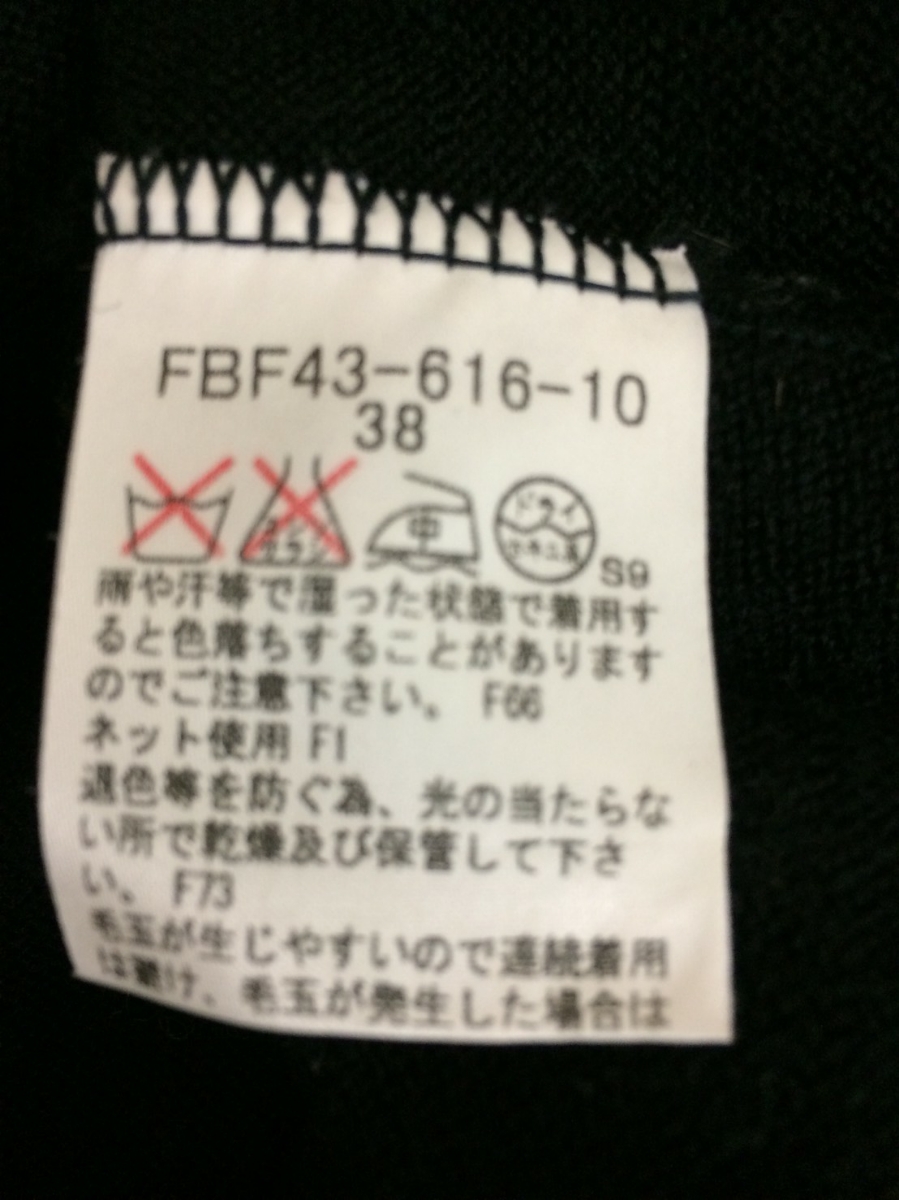 FBF43-616-10
38
中
ドライ
セキユ系
S9
雨や汗等で湿った状態で着用す
ると色落ちすることがあります
のでご注意下さい。 F66
ネット使用 F1
退色等を防ぐ為、光の当たらな
い所で乾燥及び保管して下さ
い。 F73
毛玉が生じやすいので連続着用
は避け、毛玉が発生した場合は